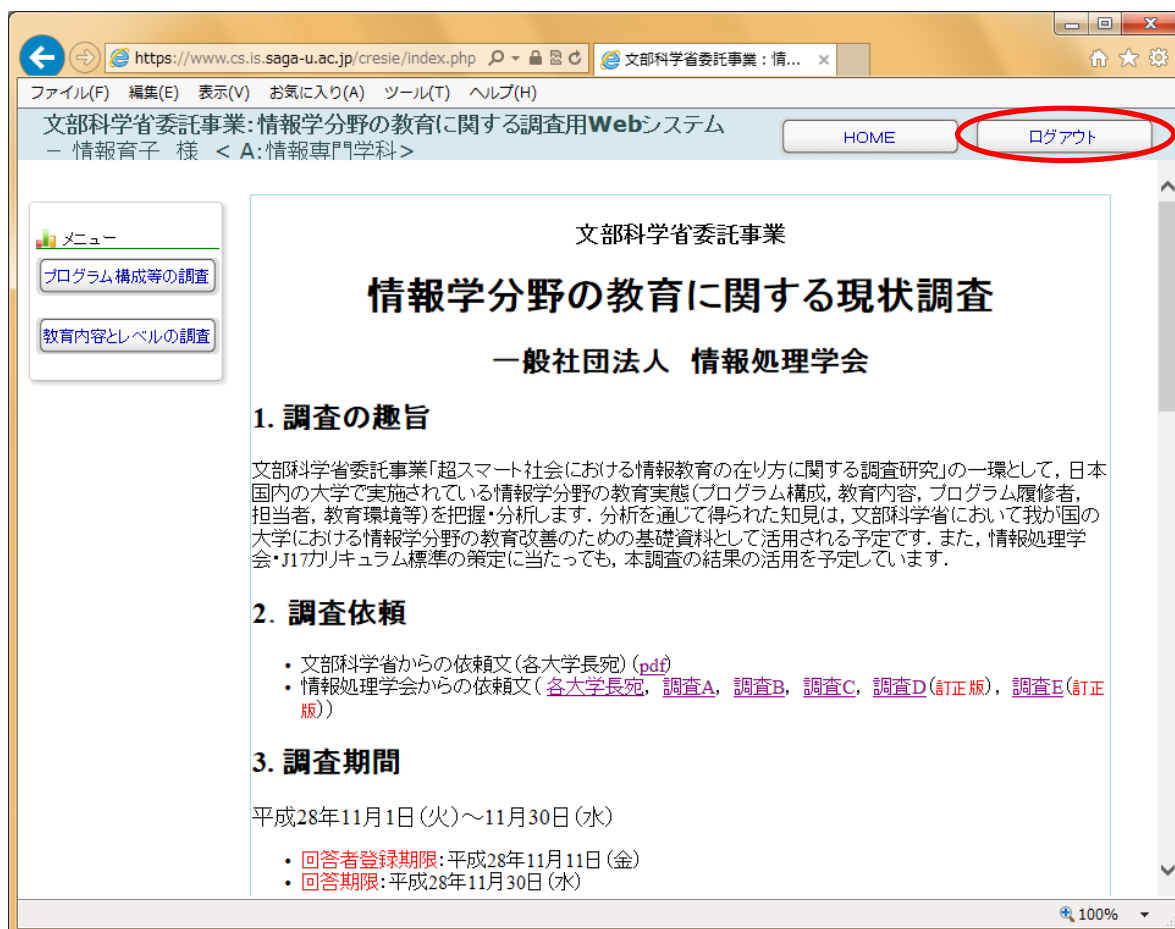 https://www.cs.is.saga-u.ac.jp/cresie/index.php
文部科学省委託事業：情... ×
ファイル(F) 編集(E) 表示(V) お気に入り(A) ツール(T) ヘルプ(H)
文部科学省委託事業:情報学分野の教育に関する調査用Webシステム
－ 情報育子 様 ＜ A:情報専門学科＞
HOME
ログアウト
メニュー
プログラム構成等の調査
教育内容とレベルの調査
文部科学省委託事業
情報学分野の教育に関する現状調査
一般社団法人 情報処理学会
1. 調査の趣旨
文部科学省委託事業「超スマート社会における情報教育の在り方に関する調査研究」の一環として，日本
国内の大学で実施されている情報学分野の教育実態（プログラム構成，教育内容，プログラム履修者，
担当者，教育環境等）を把握・分析します．分析を通じて得られた知見は，文部科学省において我が国の
大学における情報学分野の教育改善のための基礎資料として活用される予定です．また，情報処理学
会・J17カリキュラム標準の策定に当たっても，本調査の結果の活用を予定しています．
2. 調査依頼
• 文部科学省からの依頼文（各大学長宛）（pdf）
• 情報処理学会からの依頼文（ 各大学長宛， 調査A， 調査B， 調査C， 調査D（訂正版）， 調査E（訂正
版））
3. 調査期間
平成28年11月1日（火）～11月30日（水）
• 回答者登録期限：平成28年11月11日（金）
• 回答期限：平成28年11月30日（水）
100%